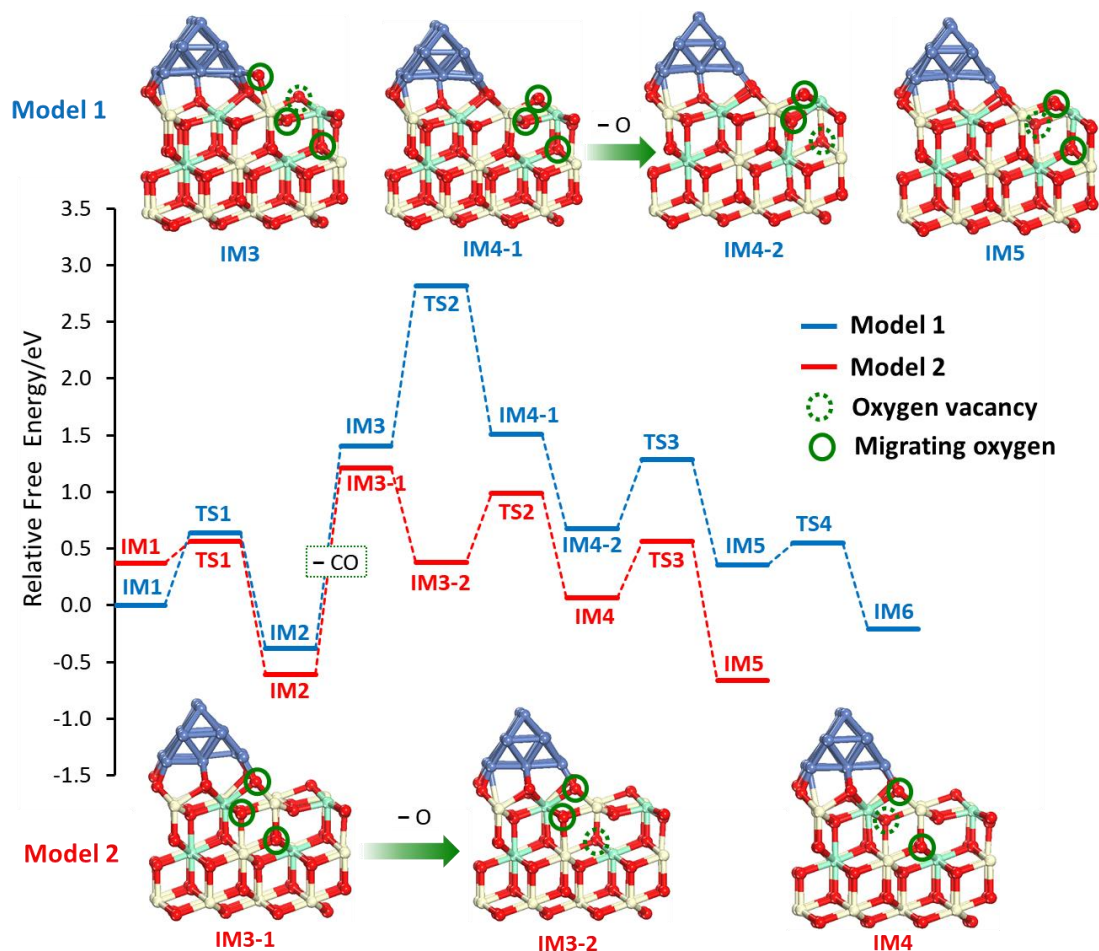 Model 1
– O
IM3
IM4-1
IM4-2
IM5
Relative Free Energy/eV
3.5
3.0
2.5
2.0
1.5
1.0
0.5
0.0
-0.5
-1.0
-1.5
TS2
Model 1
Model 2
Oxygen vacancy
Migrating oxygen
IM3
IM4-1
IM3-1
TS3
TS2
TS1
IM4-2
TS4
IM1
TS1
IM5
TS3
– CO
IM3-2
IM1
IM4
IM6
IM2
IM2
IM5
Model 2
– O
IM3-1
IM3-2
IM4